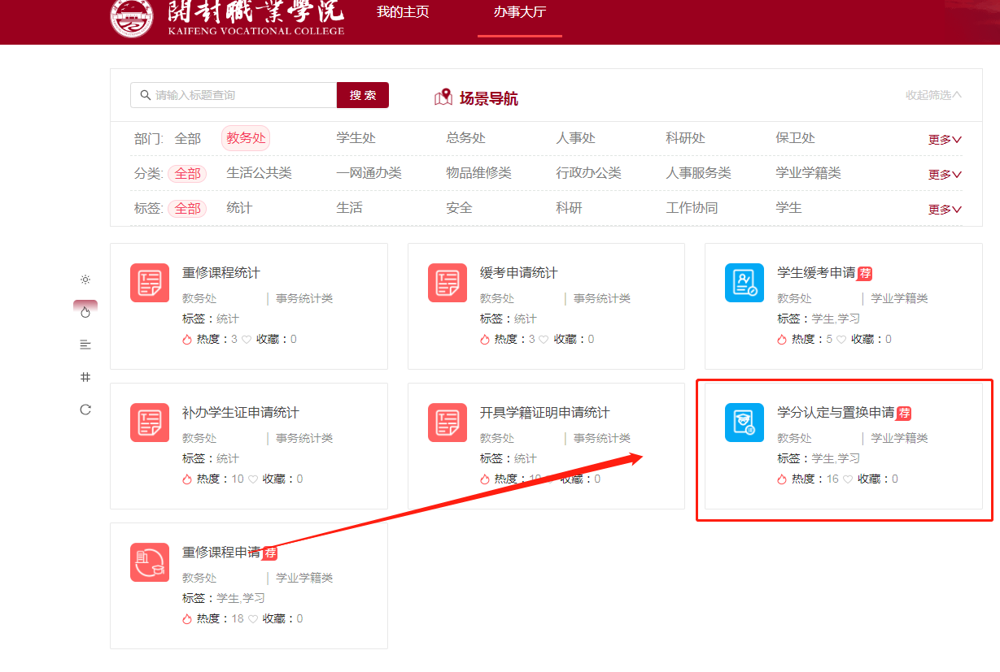 開封職業學院
KAIFENG VOCATIONAL COLLEGE
我的主页 办事大厅
请输入标题查询 搜 索 场景导航 收起筛选
部门: 全部 教务处 学生处 总务处 人事处 科研处 保卫处 更多
分类: 全部 生活公共类 一网通办类 物品维修类 行政办公类 人事服务类 学业学籍类 更多
标签: 全部 统计 生活 安全 科研 工作协同 学生 更多
重修课程统计
教务处 | 事务统计类
标签：统计
热度：3 收藏：0
缓考申请统计
教务处 | 事务统计类
标签：统计
热度：3 收藏：0
学生缓考申请 荐
教务处 | 学业学籍类
标签：学生,学习
热度：5 收藏：0
补办学生证申请统计
教务处 | 事务统计类
标签：统计
热度：10 收藏：0
开具学籍证明申请统计
教务处 | 事务统计类
标签：统计
热度：10 收藏：0
学分认定与置换申请 荐
教务处 | 学业学籍类
标签：学生,学习
热度：16 收藏：0
重修课程申请 荐
教务处 | 学业学籍类
标签：学生,学习
热度：18 收藏：0